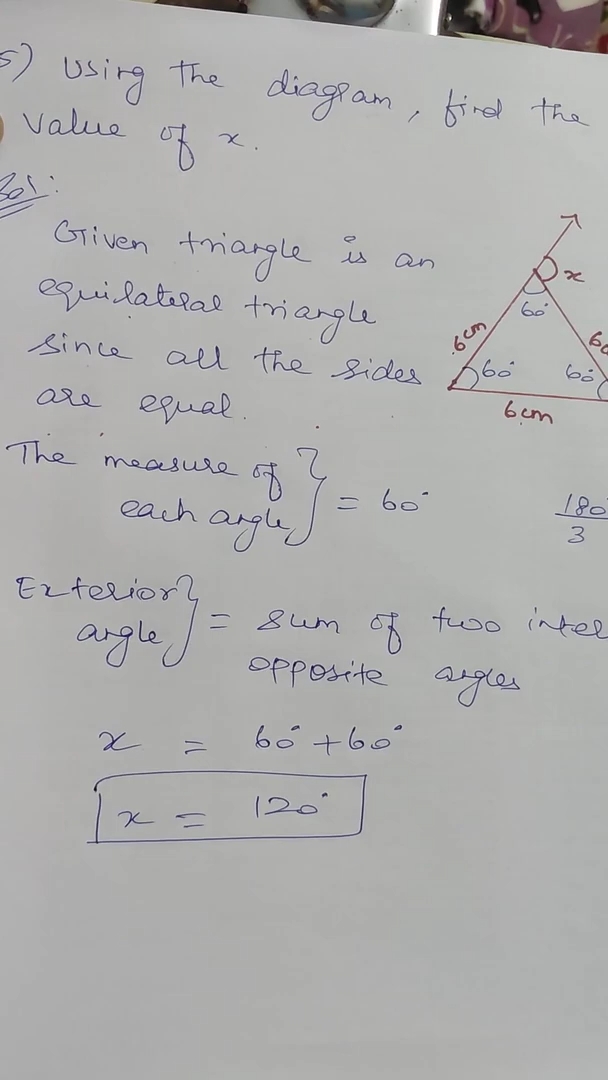 5) Using the diagram, find the
value of x.
Sol:
Given triangle is an
equilateral triangle
since all the sides
are equal.
x
60°
6cm
60°
60°
6cm
The measure of
each angle } = 60°
180°
3
Exterior
angle } = sum of two inter
opposite angles
x = 60° + 60°
x = 120°